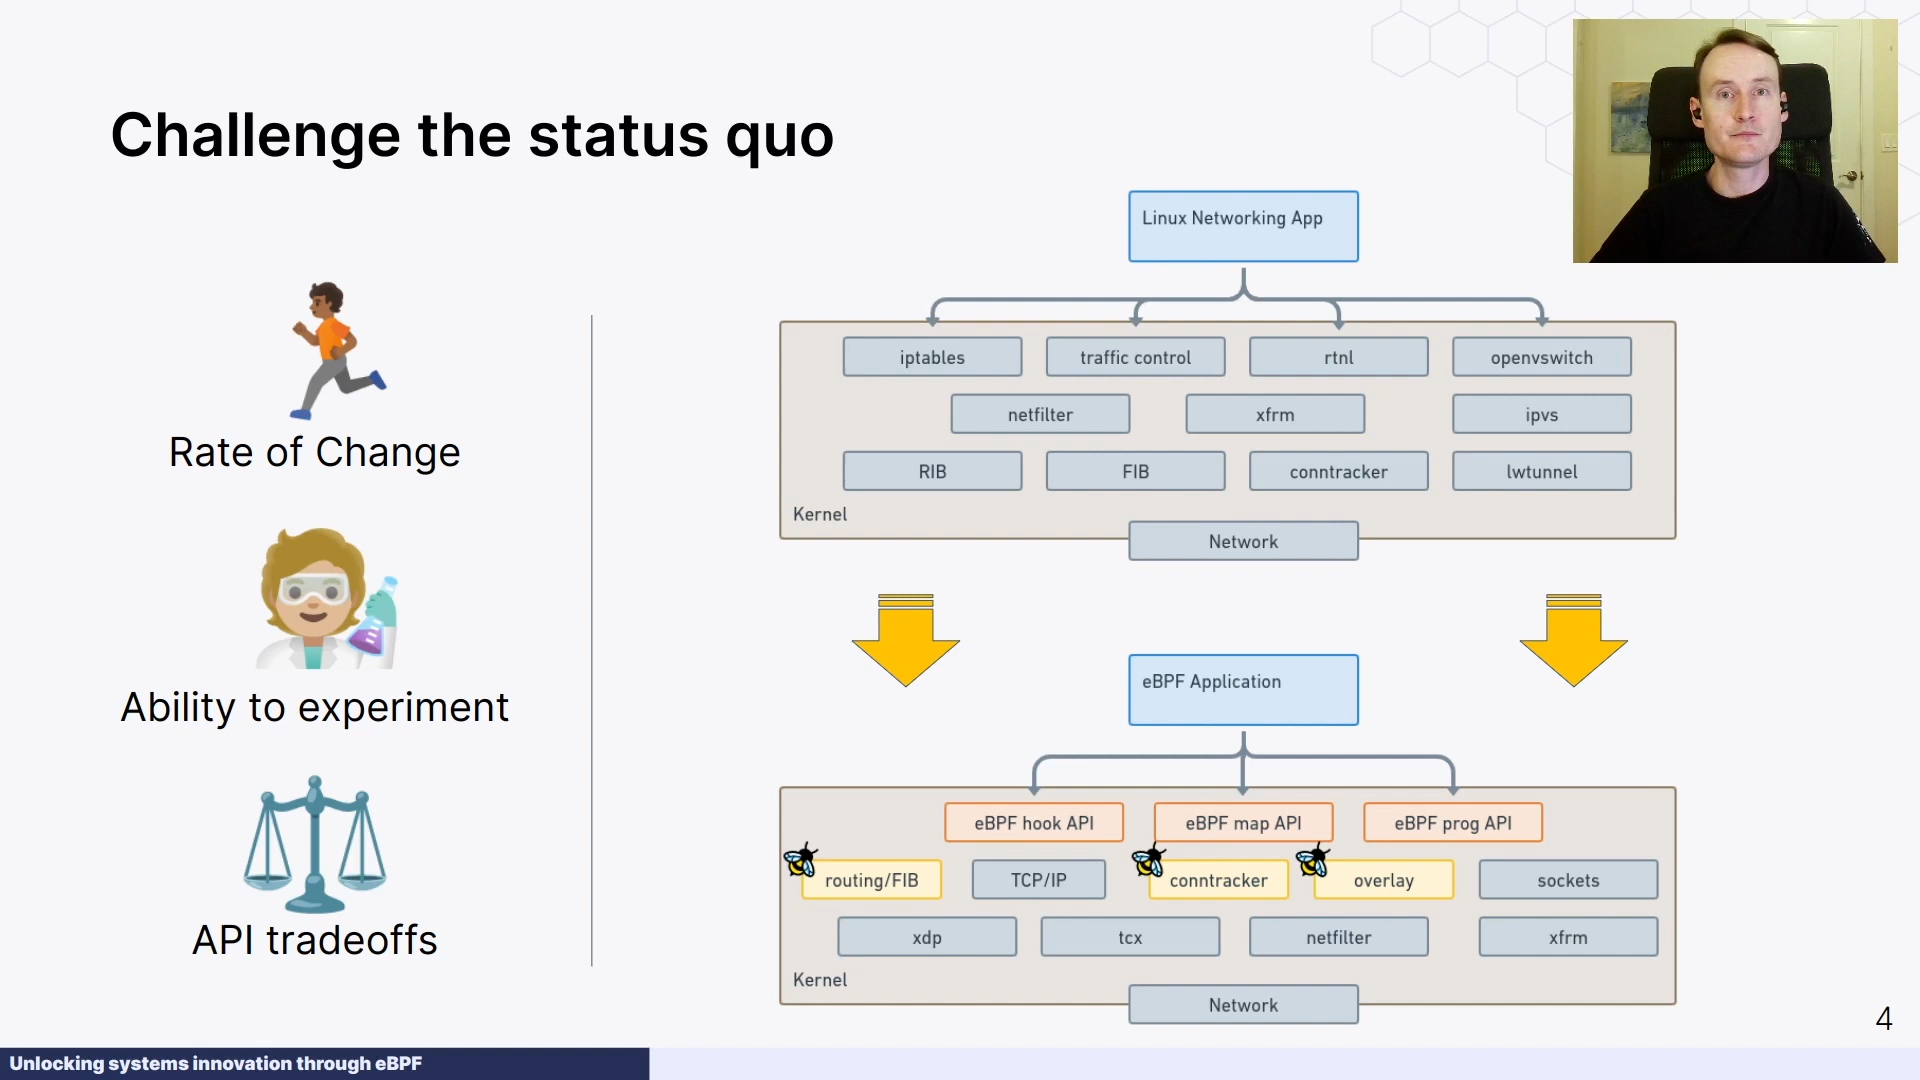 Challenge the status quo
Rate of Change
Ability to experiment
API tradeoffs
Linux Networking App
iptables
traffic control
rtnl
openvswitch
netfilter
xfrm
ipvs
RIB
FIB
conntracker
lwtunnel
Kernel
Network
eBPF Application
eBPF hook API
eBPF map API
eBPF prog API
routing/FIB
TCP/IP
conntracker
overlay
sockets
xdp
tcx
netfilter
xfrm
Kernel
Network
4
Unlocking systems innovation through eBPF